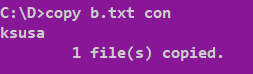 C:\D>copy b.txt con
ksusa
        1 file(s) copied.